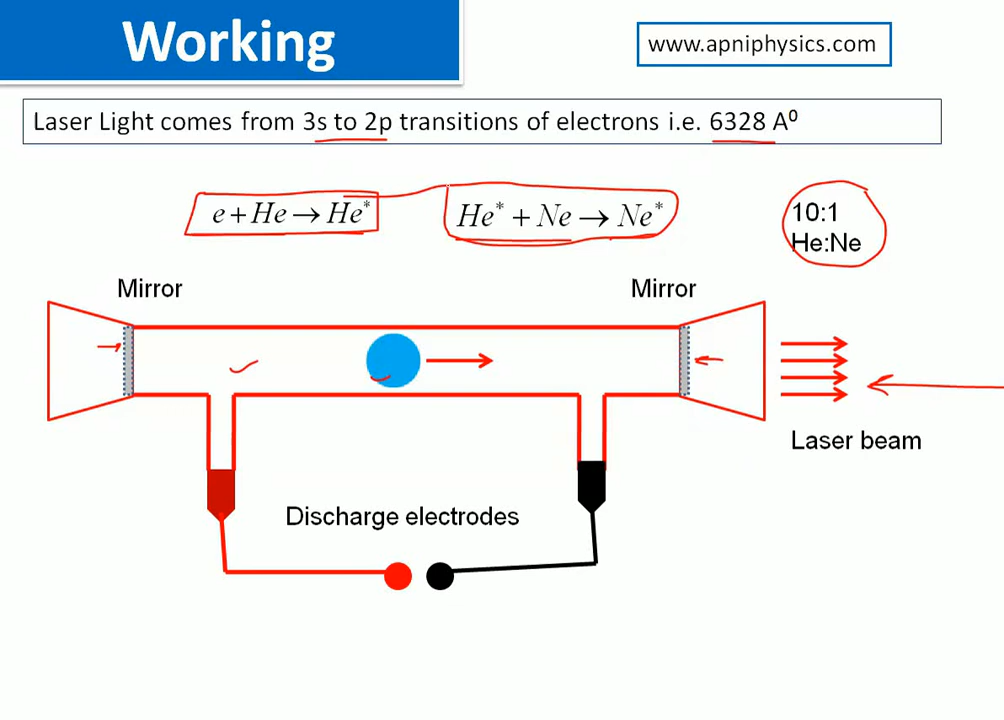 Working
www.apniphysics.com
Laser Light comes from 3s to 2p transitions of electrons i.e. 6328 A⁰
e + He → He*
He* + Ne → Ne*
10:1
He:Ne
Mirror
Mirror
Laser beam
Discharge electrodes